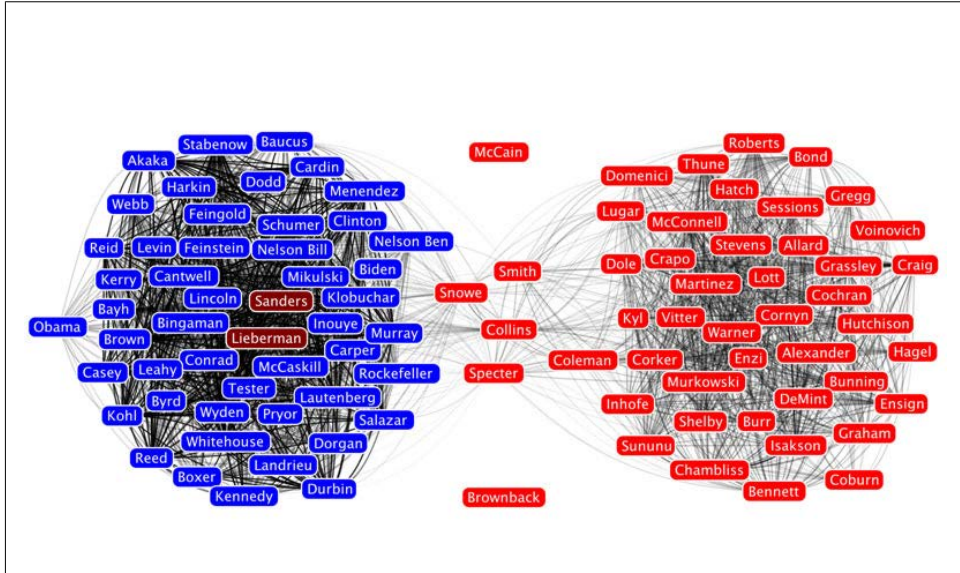 Stabenow
Baucus
Akaka
Cardin
Harkin
Dodd
Menendez
Webb
Feingold
Schumer
Clinton
Reid
Levin
Feinstein
Nelson Bill
Nelson Ben
Kerry
Cantwell
Mikulski
Biden
Bayh
Lincoln
Sanders
Klobuchar
Obama
Brown
Bingaman
Lieberman
Inouye
Murray
Casey
Leahy
Conrad
McCaskill
Carper
Rockefeller
Byrd
Tester
Lautenberg
Kohl
Wyden
Pryor
Salazar
Whitehouse
Dorgan
Reed
Boxer
Landrieu
Kennedy
Durbin
McCain
Smith
Snowe
Collins
Specter
Coleman
Brownback
Roberts
Bond
Thune
Domenici
Hatch
Gregg
Lugar
McConnell
Sessions
Voinovich
Stevens
Allard
Dole
Crapo
Grassley
Craig
Martinez
Lott
Cochran
Kyl
Vitter
Warner
Cornyn
Hutchison
Corker
Enzi
Alexander
Hagel
Murkowski
Bunning
Inhofe
DeMint
Ensign
Shelby
Burr
Graham
Sununu
Isakson
Chambliss
Coburn
Bennett